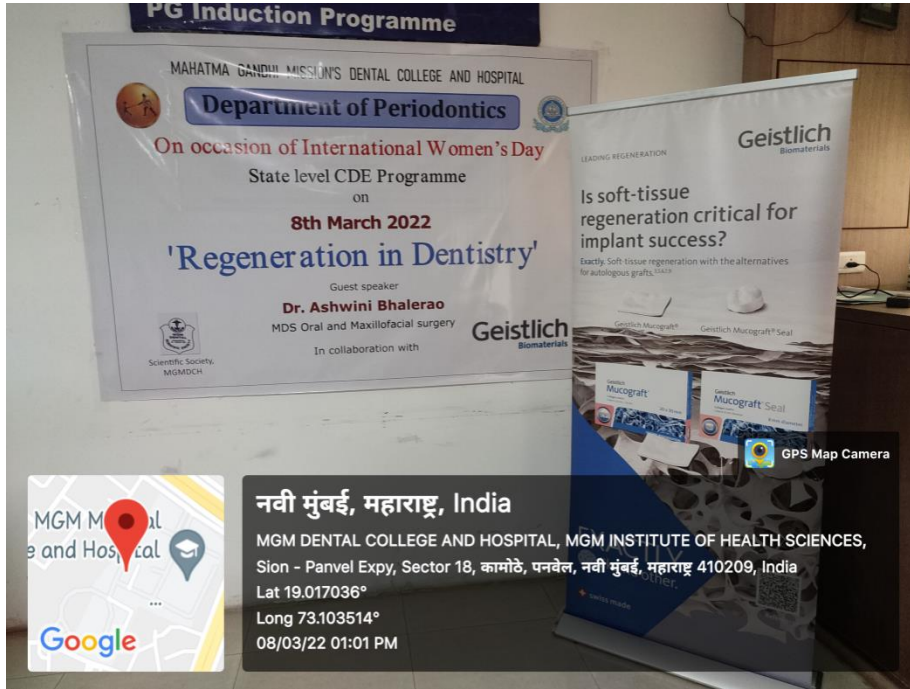 PG Induction Programme
MAHATMA GANDHI MISSION'S DENTAL COLLEGE AND HOSPITAL
Department of Periodontics
On occasion of International Women's Day
State level CDE Programme
on
8th March 2022
'Regeneration in Dentistry'
Guest speaker
Dr. Ashwini Bhalerao
MDS Oral and Maxillofacial surgery
In collaboration with
Geistlich
Biomaterials
Scientific Society,
MGMDCH
LEADING REGENERATION
Geistlich
Biomaterials
Is soft-tissue
regeneration critical for
implant success?
Exactly. Soft-tissue regeneration with the alternatives
for autologous grafts.
Geistlich Mucograft®
Geistlich Mucograft® Seal
Geistlich
Mucograft®
Geistlich
Mucograft® Seal
EXACTLY
other.
swiss made
GPS Map Camera
MGM M al
e and Hospital
Google
नवी मुंबई, महाराष्ट्र, India
MGM DENTAL COLLEGE AND HOSPITAL, MGM INSTITUTE OF HEALTH SCIENCES,
Sion - Panvel Expy, Sector 18, कामोठे, पनवेल, नवी मुंबई, महाराष्ट्र 410209, India
Lat 19.017036°
Long 73.103514°
08/03/22 01:01 PM